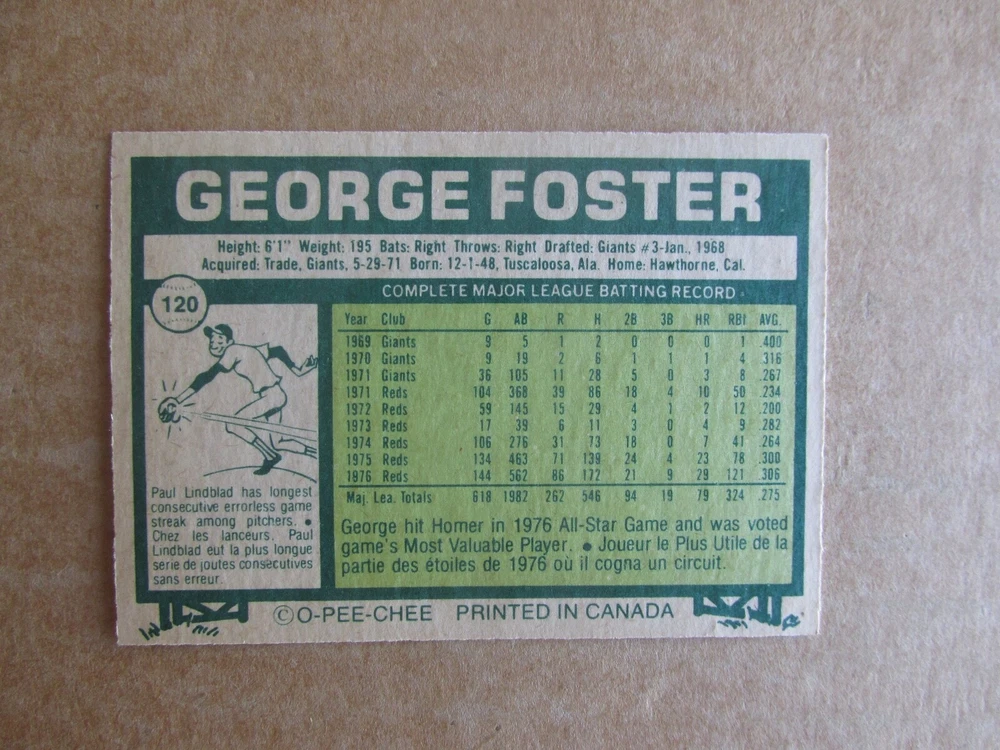 GEORGE FOSTER
Height: 6'1" Weight: 195 Bats: Right Throws: Right Drafted: Giants #3-Jan., 1968
Acquired: Trade, Giants, 5-29-71 Born: 12-1-48, Tuscaloosa, Ala. Home: Hawthorne, Cal.
120
COMPLETE MAJOR LEAGUE BATTING RECORD
Year Club G AB R H 2B 3B HR RBI AVG.
1969 Giants 9 5 1 2 0 0 0 1 .400
1970 Giants 9 19 2 6 1 1 1 4 .316
1971 Giants 36 105 11 28 5 0 3 8 .267
1971 Reds 104 368 39 86 18 4 10 50 .234
1972 Reds 59 145 15 29 4 1 2 12 .200
1973 Reds 17 39 6 11 3 0 4 9 .282
1974 Reds 106 276 31 73 18 0 7 41 .264
1975 Reds 134 463 71 139 24 4 23 78 .300
1976 Reds 144 562 86 172 21 9 29 121 .306
Maj. Lea. Totals 618 1982 262 546 94 19 79 324 .275
Paul Lindblad has longest
consecutive errorless game
streak among pitchers. •
Chez les lanceurs, Paul
Lindblad eut la plus longue
serie de joutes consecutives
sans erreur.
George hit Homer in 1976 All-Star Game and was voted
game's Most Valuable Player. • Joueur le Plus Utile de la
partie des étoiles de 1976 où il cogna un circuit.
©O-PEE-CHEE PRINTED IN CANADA